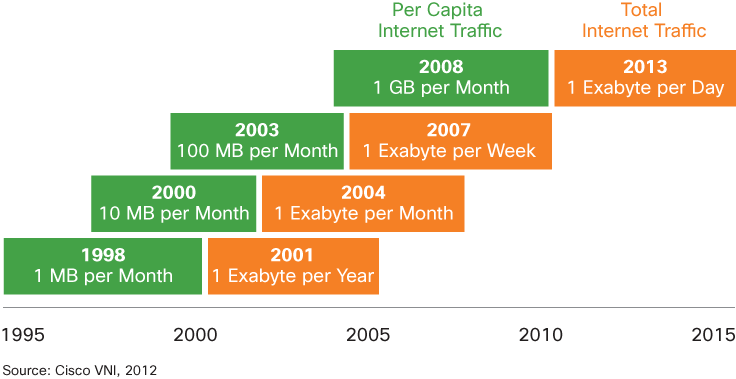 Per Capita
Internet Traffic
Total
Internet Traffic
2008
1 GB per Month
2013
1 Exabyte per Day
2003
100 MB per Month
2007
1 Exabyte per Week
2000
10 MB per Month
2004
1 Exabyte per Month
1998
1 MB per Month
2001
1 Exabyte per Year
1995
2000
2005
2010
2015
Source: Cisco VNI, 2012